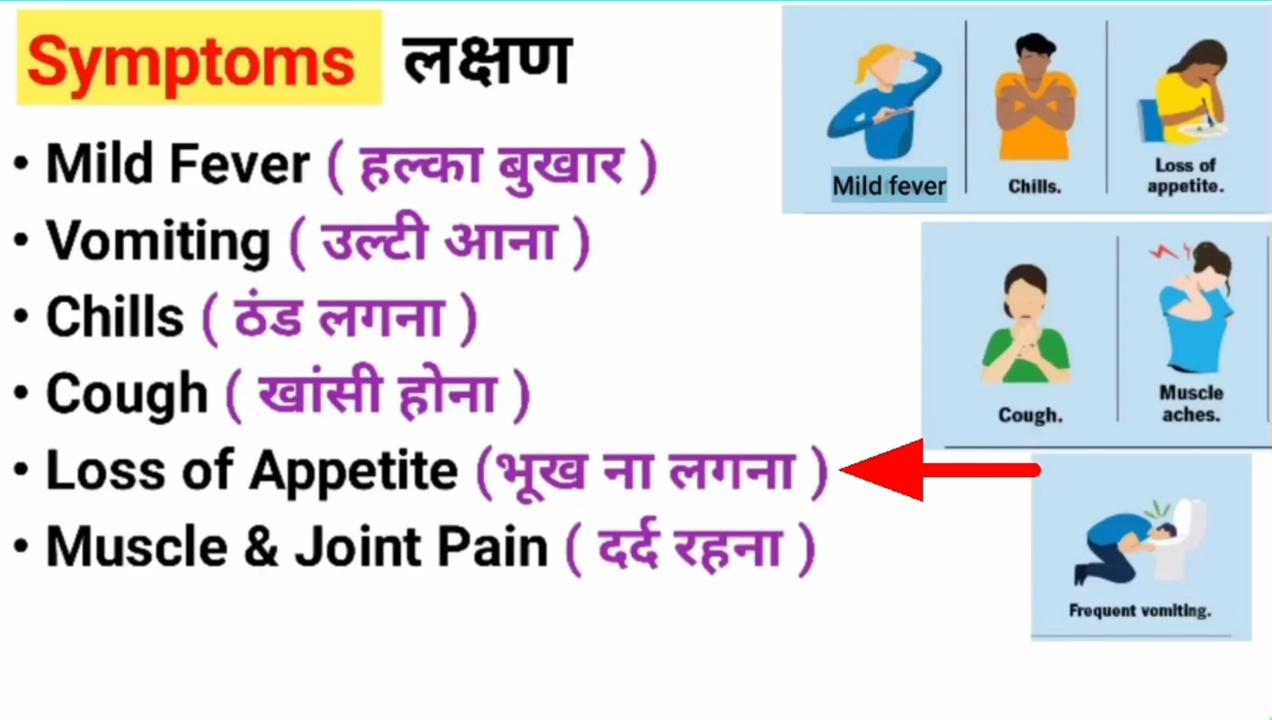 Symptoms लक्षण
• Mild Fever ( हल्का बुखार )
• Vomiting ( उल्टी आना )
• Chills ( ठंड लगना )
• Cough ( खांसी होना )
• Loss of Appetite (भूख ना लगना )
• Muscle & Joint Pain ( दर्द रहना )
Mild fever
Chills.
Loss of
appetite.
Cough.
Muscle
aches.
Frequent vomiting.